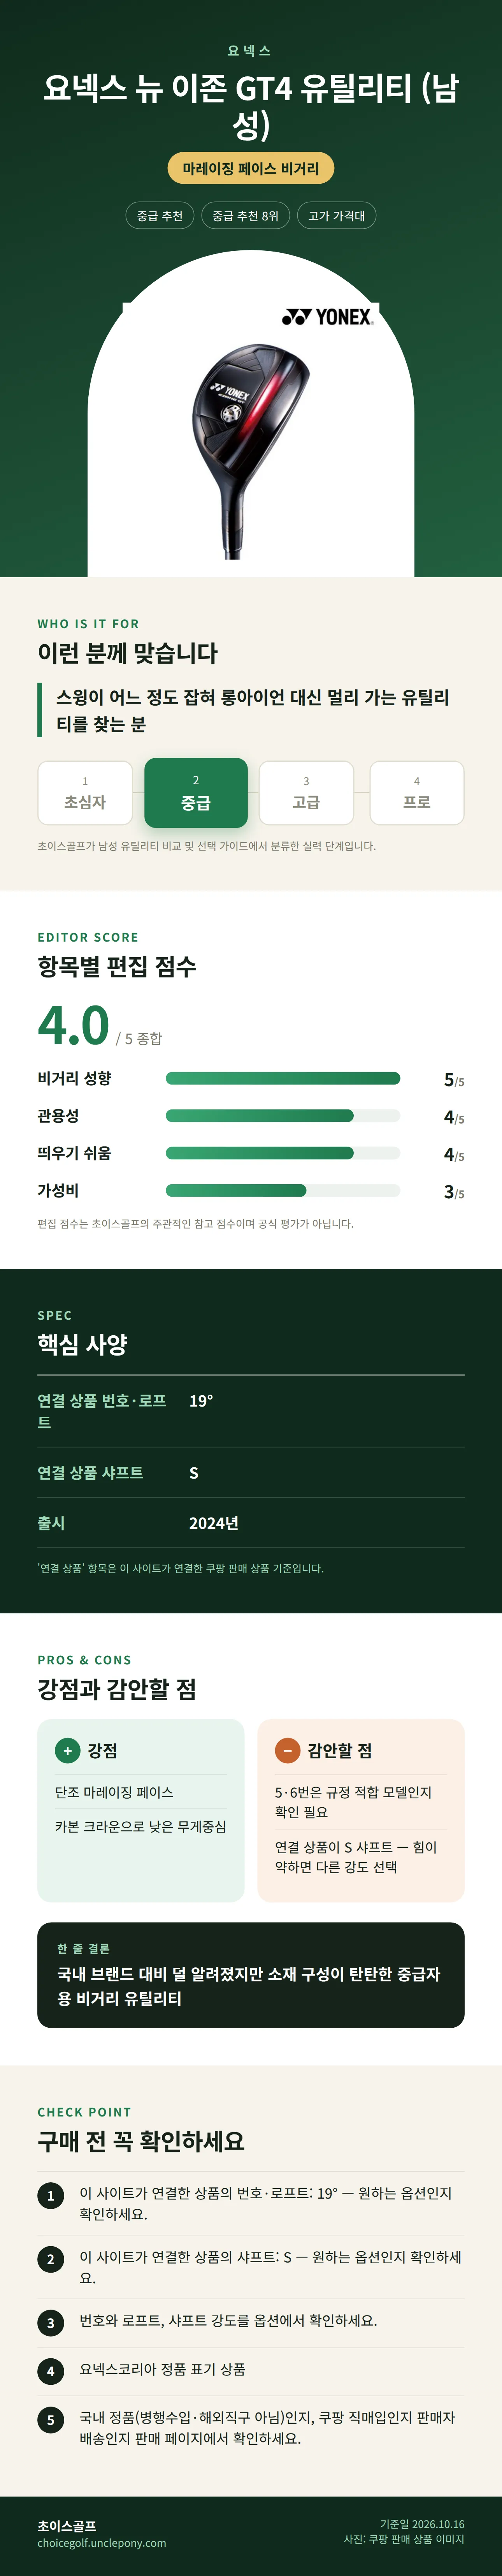 요넥스
요넥스 뉴 이존 GT4 유틸리티 (남
성)
마레이징 페이스 비거리
중급 추천
중급 추천 8위
고가 가격대
YONEX
YONEX
WHO IS IT FOR
이런 분께 맞습니다
스윙이 어느 정도 잡혀 롱아이언 대신 멀리 가는 유틸리
티를 찾는 분
1
초심자
2
중급
3
고급
4
프로
초이스골프가 남성 유틸리티 비교 및 선택 가이드에서 분류한 실력 단계입니다.
EDITOR SCORE
항목별 편집 점수
4.0 / 5 종합
비거리 성향 5/5
관용성 4/5
띄우기 쉬움 4/5
가성비 3/5
편집 점수는 초이스골프의 주관적인 참고 점수이며 공식 평가가 아닙니다.
SPEC
핵심 사양
연결 상품 번호·로프
트
19°
연결 상품 샤프트 S
출시 2024년
'연결 상품' 항목은 이 사이트가 연결한 쿠팡 판매 상품 기준입니다.
PROS & CONS
강점과 감안할 점
+ 강점
단조 마레이징 페이스
카본 크라운으로 낮은 무게중심
− 감안할 점
5·6번은 규정 적합 모델인지
확인 필요
연결 상품이 S 샤프트 — 힘이
약하면 다른 강도 선택
한 줄 결론
국내 브랜드 대비 덜 알려졌지만 소재 구성이 탄탄한 중급자
용 비거리 유틸리티
CHECK POINT
구매 전 꼭 확인하세요
1 이 사이트가 연결한 상품의 번호·로프트: 19° — 원하는 옵션인지
확인하세요.
2 이 사이트가 연결한 상품의 샤프트: S — 원하는 옵션인지 확인하세
요.
3 번호와 로프트, 샤프트 강도를 옵션에서 확인하세요.
4 요넥스코리아 정품 표기 상품
5 국내 정품(병행수입·해외직구 아님)인지, 쿠팡 직매입인지 판매자
배송인지 판매 페이지에서 확인하세요.
초이스골프
choicegolf.unclepony.com
기준일 2026.10.16
사진: 쿠팡 판매 상품 이미지